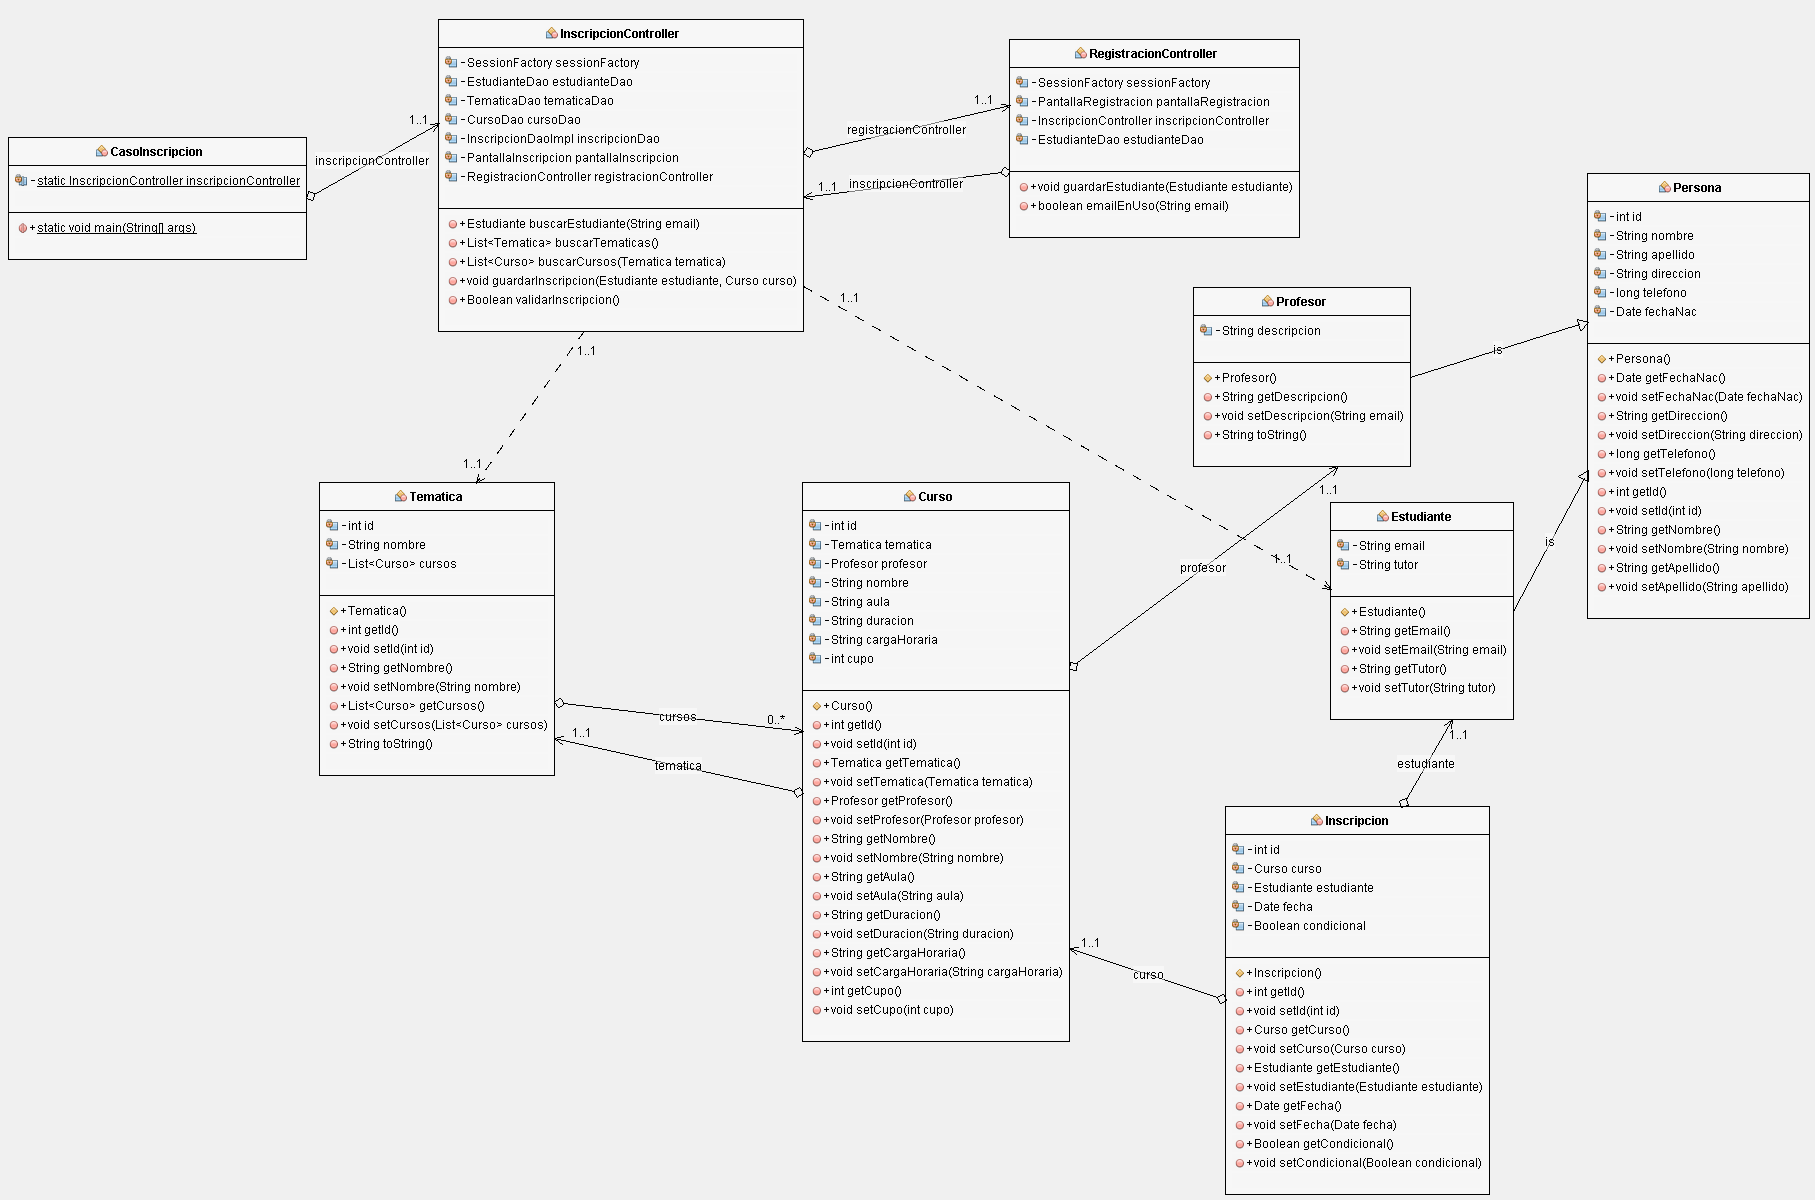 InscripcionController
-SessionFactory sessionFactory
-EstudianteDao estudianteDao
-TematicaDao tematicaDao
-CursoDao cursoDao
-InscripcionDaoImpl inscripcionDao
-PantallaInscripcion pantallaInscripcion
-RegistracionController registracionController
+Estudiante buscarEstudiante(String email)
+List<Tematica> buscarTematicas()
+List<Curso> buscarCursos(Tematica tematica)
+void guardarInscripcion(Estudiante estudiante, Curso curso)
+Boolean validarInscripcion()
RegistracionController
-SessionFactory sessionFactory
-PantallaRegistracion pantallaRegistracion
-InscripcionController inscripcionController
-EstudianteDao estudianteDao
+void guardarEstudiante(Estudiante estudiante)
+boolean emailEnUso(String email)
CasoInscripcion
-static InscripcionController inscripcionController
+static void main(String[] args)
1..1
inscripcionController
1..1
registracionController
1..1
inscripcionController
Persona
-int id
-String nombre
-String apellido
-String direccion
-long telefono
-Date fechaNac
+Persona()
+Date getFechaNac()
+void setFechaNac(Date fechaNac)
+String getDireccion()
+void setDireccion(String direccion)
+long getTelefono()
+void setTelefono(long telefono)
+int getId()
+void setId(int id)
+String getNombre()
+void setNombre(String nombre)
+String getApellido()
+void setApellido(String apellido)
Profesor
-String descripcion
+Profesor()
+String getDescripcion()
+void setDescripcion(String email)
+String toString()
is
1..1
1..1
1..1
1..1
1..1
profesor
is
Tematica
-int id
-String nombre
-List<Curso> cursos
+Tematica()
+int getId()
+void setId(int id)
+String getNombre()
+void setNombre(String nombre)
+List<Curso> getCursos()
+void setCursos(List<Curso> cursos)
+String toString()
cursos
0..*
1..1
tematica
Curso
-int id
-Tematica tematica
-Profesor profesor
-String nombre
-String aula
-String duracion
-String cargaHoraria
-int cupo
+Curso()
+int getId()
+void setId(int id)
+Tematica getTematica()
+void setTematica(Tematica tematica)
+Profesor getProfesor()
+void setProfesor(Profesor profesor)
+String getNombre()
+void setNombre(String nombre)
+String getAula()
+void setAula(String aula)
+String getDuracion()
+void setDuracion(String duracion)
+String getCargaHoraria()
+void setCargaHoraria(String cargaHoraria)
+int getCupo()
+void setCupo(int cupo)
Estudiante
-String email
-String tutor
+Estudiante()
+String getEmail()
+void setEmail(String email)
+String getTutor()
+void setTutor(String tutor)
1..1
estudiante
1..1
curso
Inscripcion
-int id
-Curso curso
-Estudiante estudiante
-Date fecha
-Boolean condicional
+Inscripcion()
+int getId()
+void setId(int id)
+Curso getCurso()
+void setCurso(Curso curso)
+Estudiante getEstudiante()
+void setEstudiante(Estudiante estudiante)
+Date getFecha()
+void setFecha(Date fecha)
+Boolean getCondicional()
+void setCondicional(Boolean condicional)